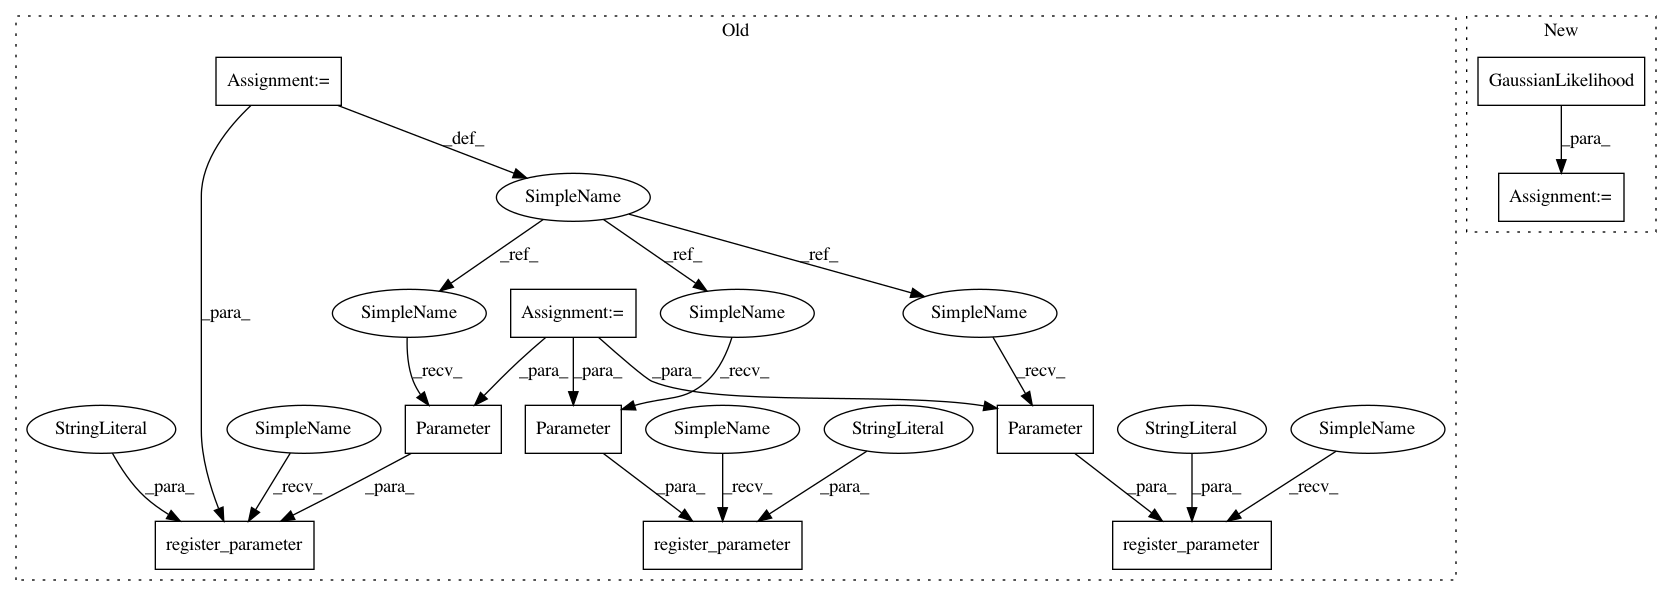 Old
New
Assignment:=
GaussianLikelihood
_def_
_para_
SimpleName
Assignment:=
_ref_
_ref_
_ref_
_para_
SimpleName
Assignment:=
SimpleName
SimpleName
_recv_
_para_
_para_
_para_
_recv_
_recv_
StringLiteral
SimpleName
Parameter
Parameter
SimpleName
StringLiteral
Parameter
StringLiteral
SimpleName
_para_
_recv_
_para_
_para_
_recv_
_para_
_para_
_para_
_recv_
register_parameter
register_parameter
register_parameter